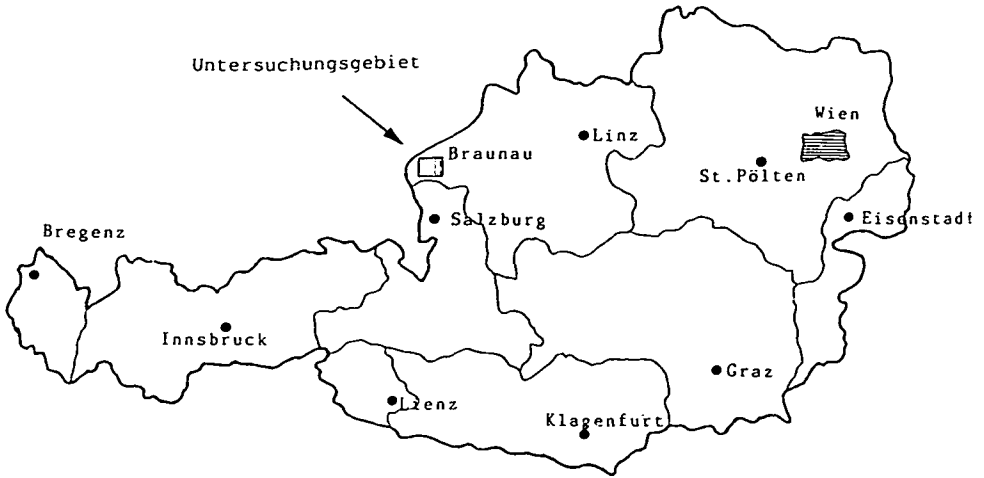 Untersuchungsgebiet
Wien
Linz
Braunau
St.Pölten
Salzburg
Eisenstadt
Bregenz
Innsbruck
Graz
Lienz
Klagenfurt